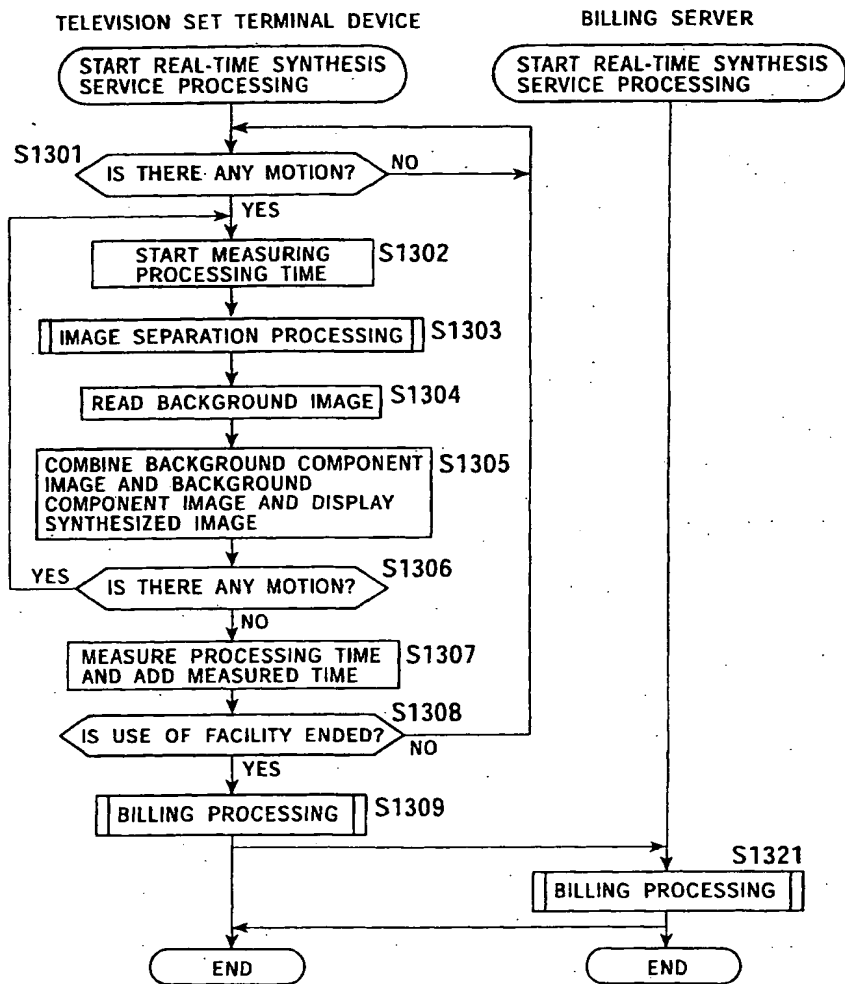 TELEVISION SET TERMINAL DEVICE
BILLING SERVER
START REAL-TIME SYNTHESIS
SERVICE PROCESSING
START REAL-TIME SYNTHESIS
SERVICE PROCESSING
S1301
IS THERE ANY MOTION?
NO
YES
START MEASURING
PROCESSING TIME
S1302
IMAGE SEPARATION PROCESSING
S1303
READ BACKGROUND IMAGE
S1304
COMBINE BACKGROUND COMPONENT
IMAGE AND BACKGROUND
COMPONENT IMAGE AND DISPLAY
SYNTHESIZED IMAGE
S1305
YES
IS THERE ANY MOTION?
S1306
NO
MEASURE PROCESSING TIME
AND ADD MEASURED TIME
S1307
S1308
IS USE OF FACILITY ENDED?
NO
YES
BILLING PROCESSING
S1309
S1321
BILLING PROCESSING
END
END